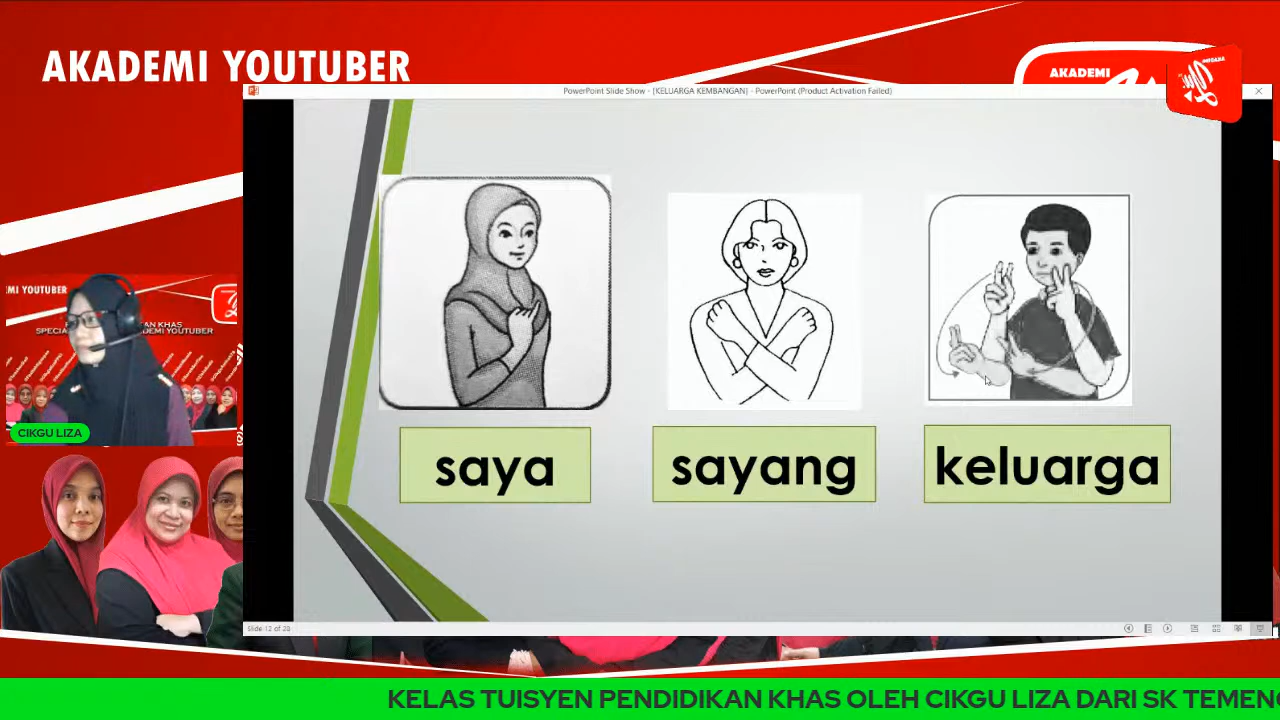 AKADEMI YOUTUBER
AKADEMI
PowerPoint Slide Show - [KELUARGA KEMBANGAN] - PowerPoint (Product Activation Failed)
EMI YOUTUBER
CIKGU LIZA
saya
sayang
keluarga
Slide 12 of 28
KELAS TUISYEN PENDIDIKAN KHAS OLEH CIKGU LIZA DARI SK TEMENG